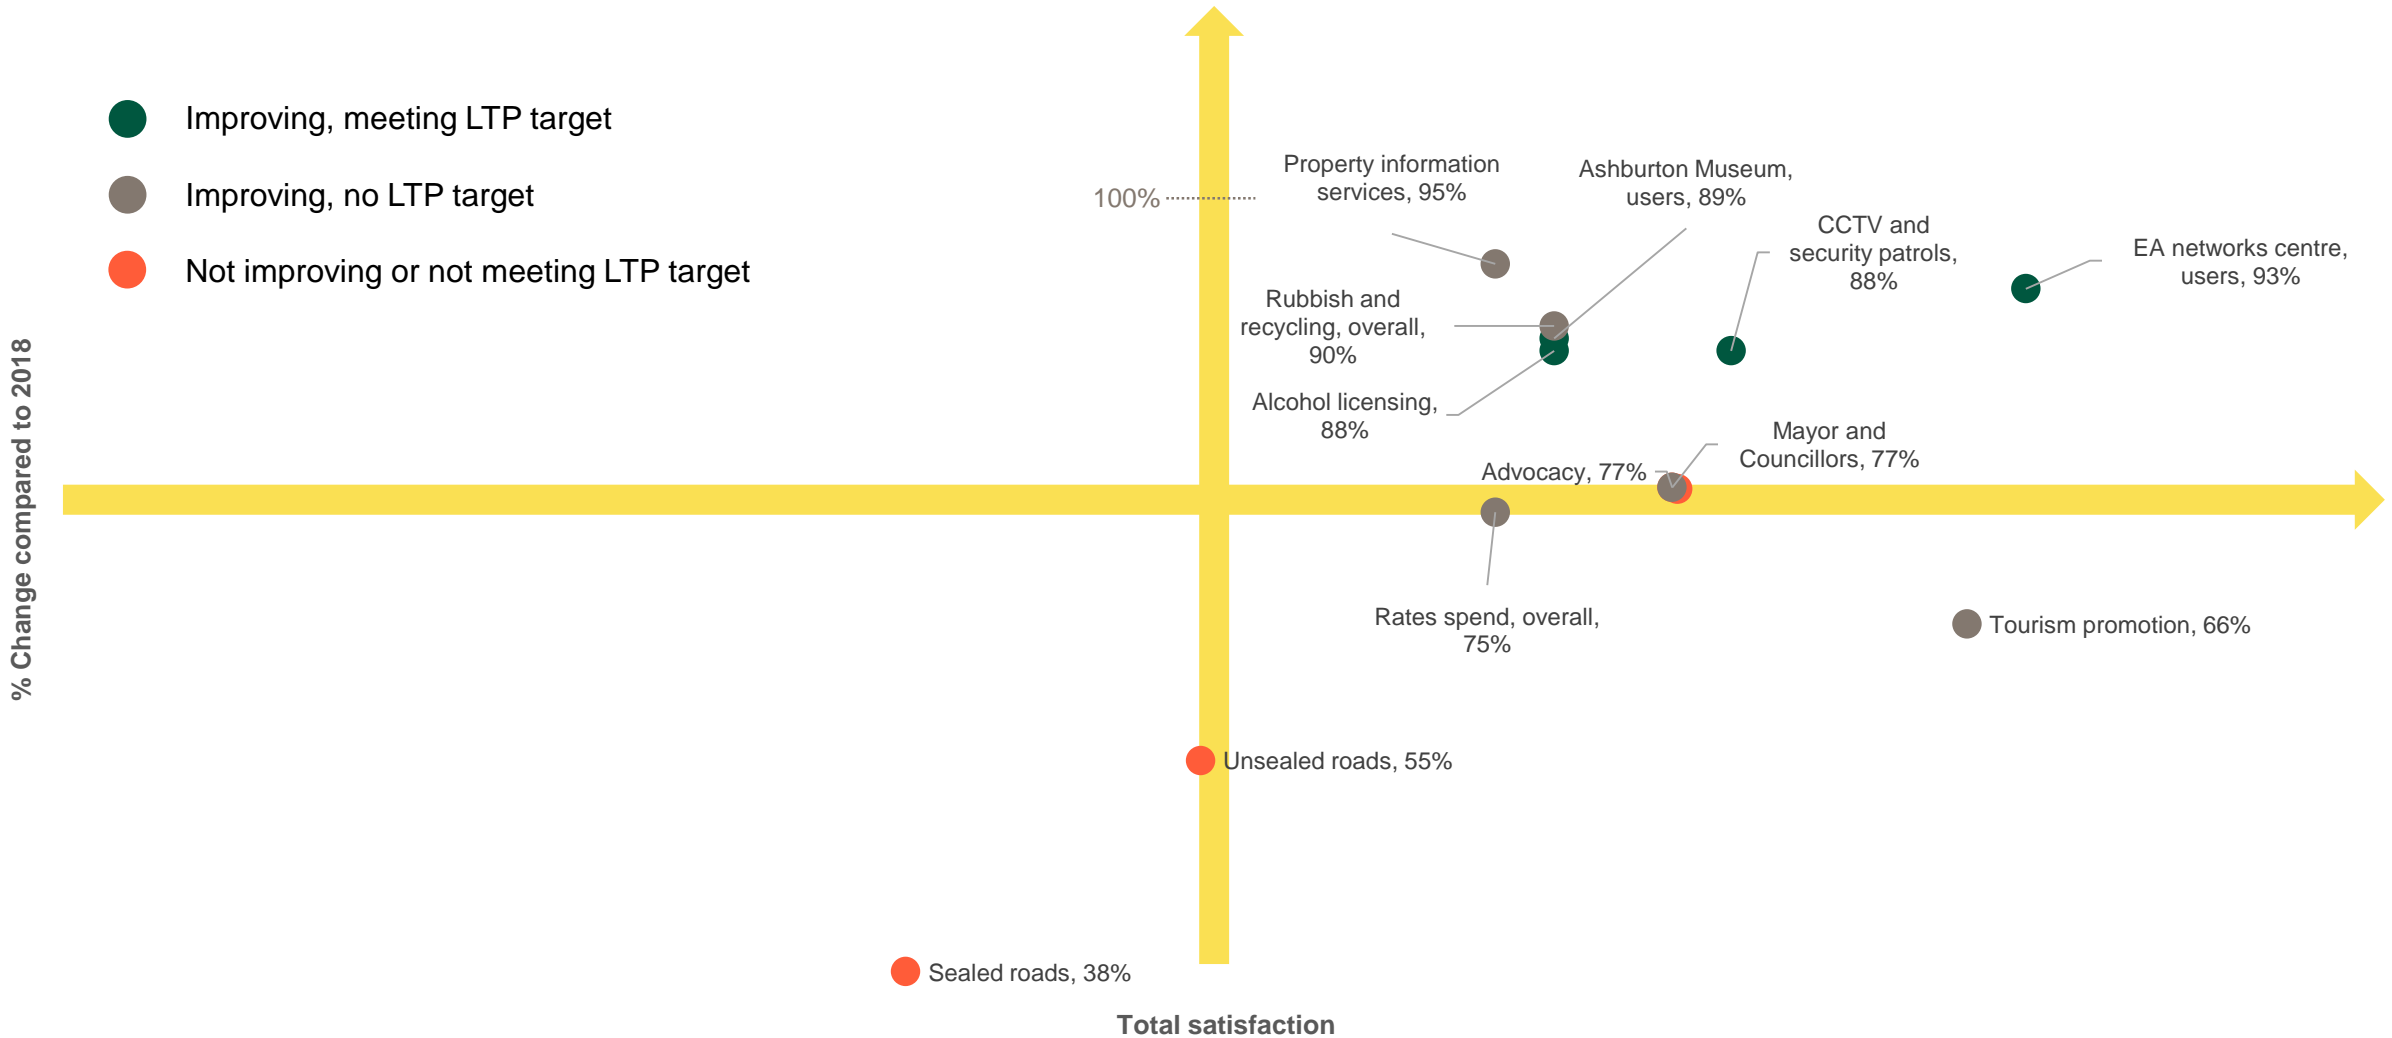 Improving, meeting LTP target
Improving, no LTP target
Not improving or not meeting LTP target
100%
Property information
services, 95%
Ashburton Museum,
users, 89%
CCTV and
security patrols,
88%
EA networks centre,
users, 93%
Rubbish and
recycling, overall,
90%
Alcohol licensing,
88%
Mayor and
Councillors, 77%
Advocacy, 77%
Rates spend, overall,
75%
Tourism promotion, 66%
Unsealed roads, 55%
Sealed roads, 38%
% Change compared to 2018
Total satisfaction